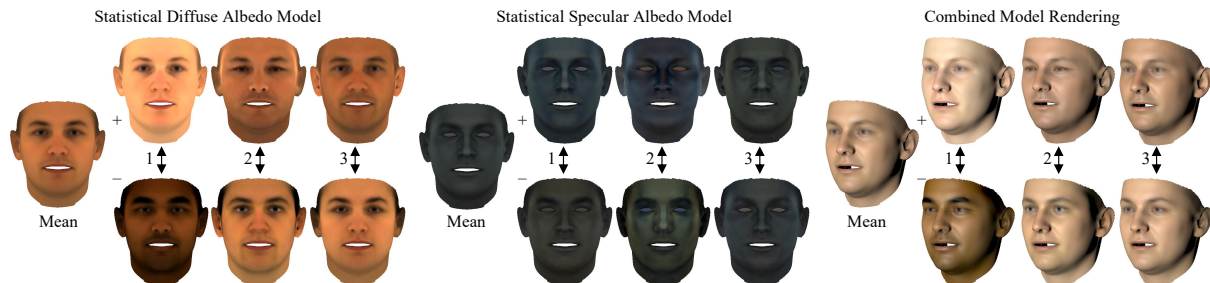 Statistical Diffuse Albedo Model
Statistical Specular Albedo Model
Combined Model Rendering
+
1
2
3
−
Mean
+
1
2
3
−
Mean
+
1
2
3
−
Mean